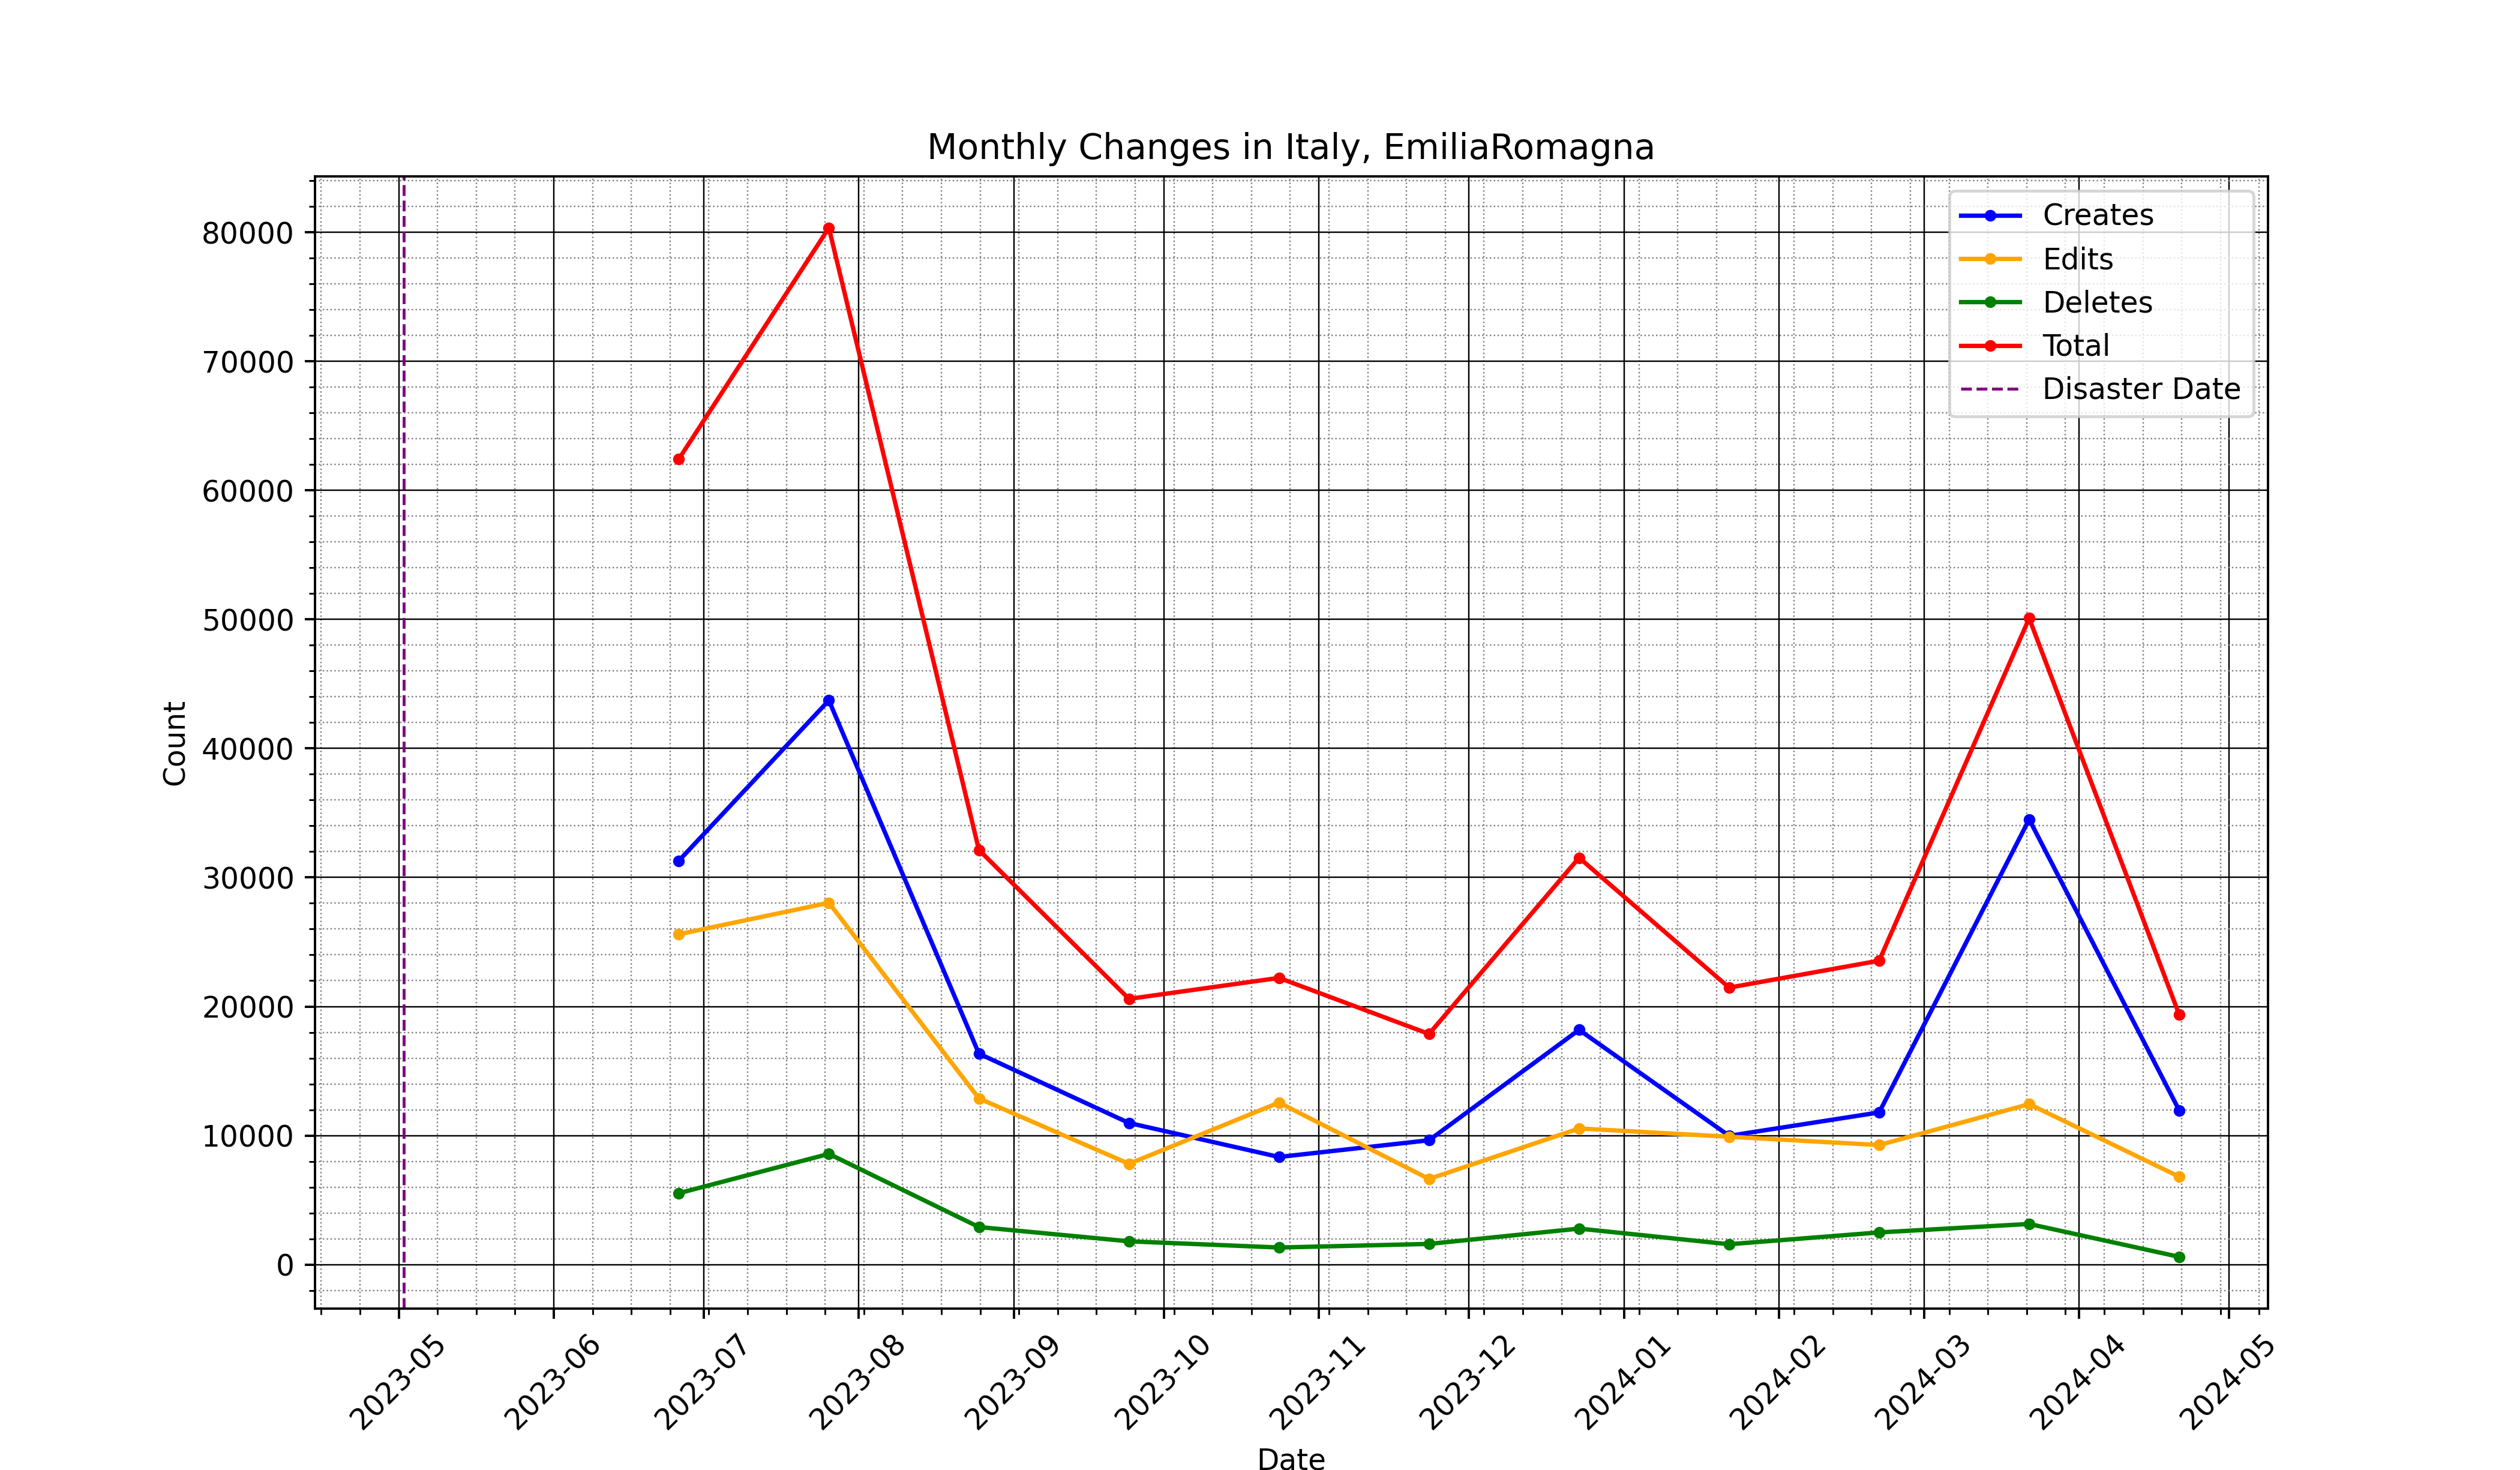 Monthly Changes in Italy, EmiliaRomagna
Creates
Edits
Deletes
Total
Disaster Date
Count
80000
70000
60000
50000
40000
30000
20000
10000
0
2023-05
2023-06
2023-07
2023-08
2023-09
2023-10
2023-11
2023-12
2024-01
2024-02
2024-03
2024-04
2024-05
Date